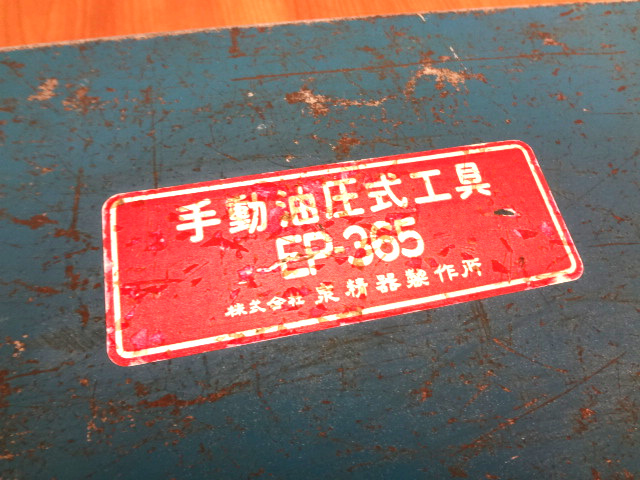 手動油圧式工具
EP-365
株式会社 泉精器製作所